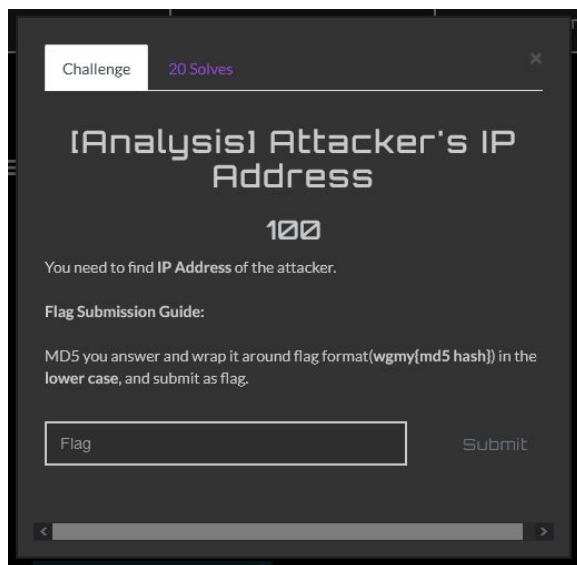 Challenge
20 Solves
×
[Analysis] Attacker's IP
Address
100
You need to find IP Address of the attacker.
Flag Submission Guide:
MD5 you answer and wrap it around flag format(wgmy{md5 hash}) in the
lower case, and submit as flag.
Flag
Submit